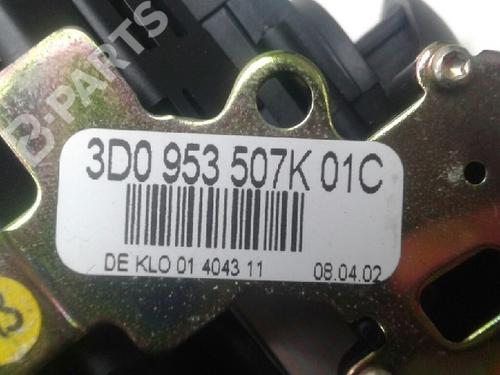 B-PARTS
3D0 953 507K 01C
DE KLO 01 4043 11 08.04.02